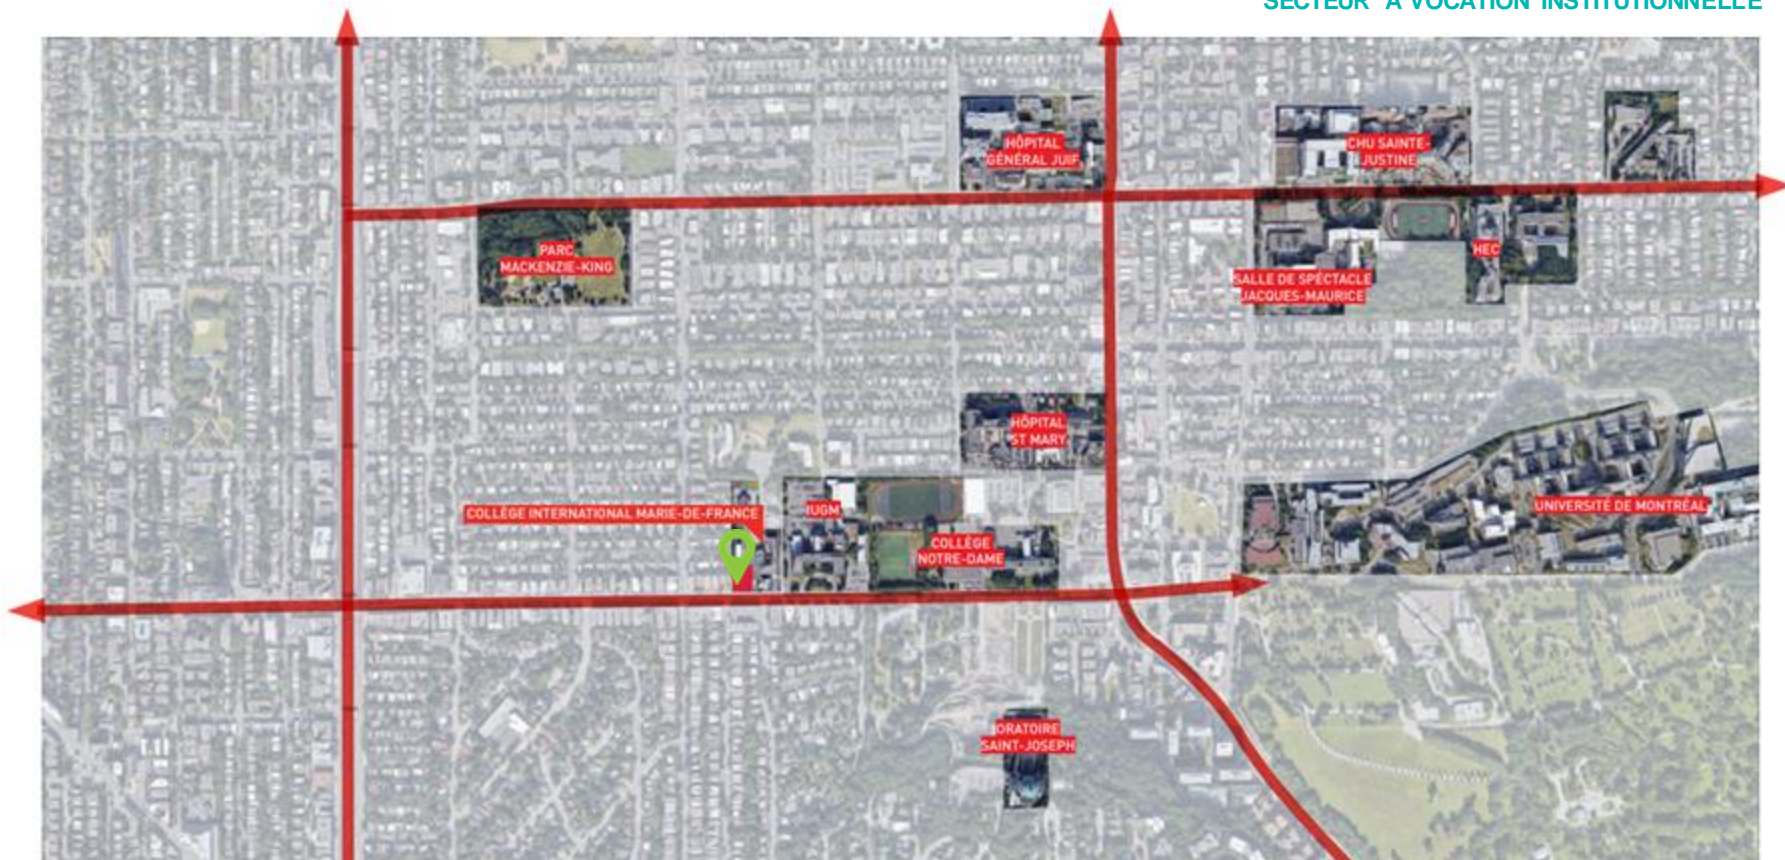 SECTEUR À VOCATION INSTITUTIONNELLE
HÔPITAL
GÉNÉRAL JUIF
CHU SAINTE-
JUSTINE
PARC
MACKENZIE-KING
HEC
SALLE DE SPÉCTACLE
JACQUES-MAURICE
HÔPITAL
ST MARY
COLLÈGE INTERNATIONAL MARIE-DE-FRANCE
IUGM
UNIVERSITÉ DE MONTRÉAL
COLLÈGE
NOTRE-DAME
ORATOIRE
SAINT-JOSEPH